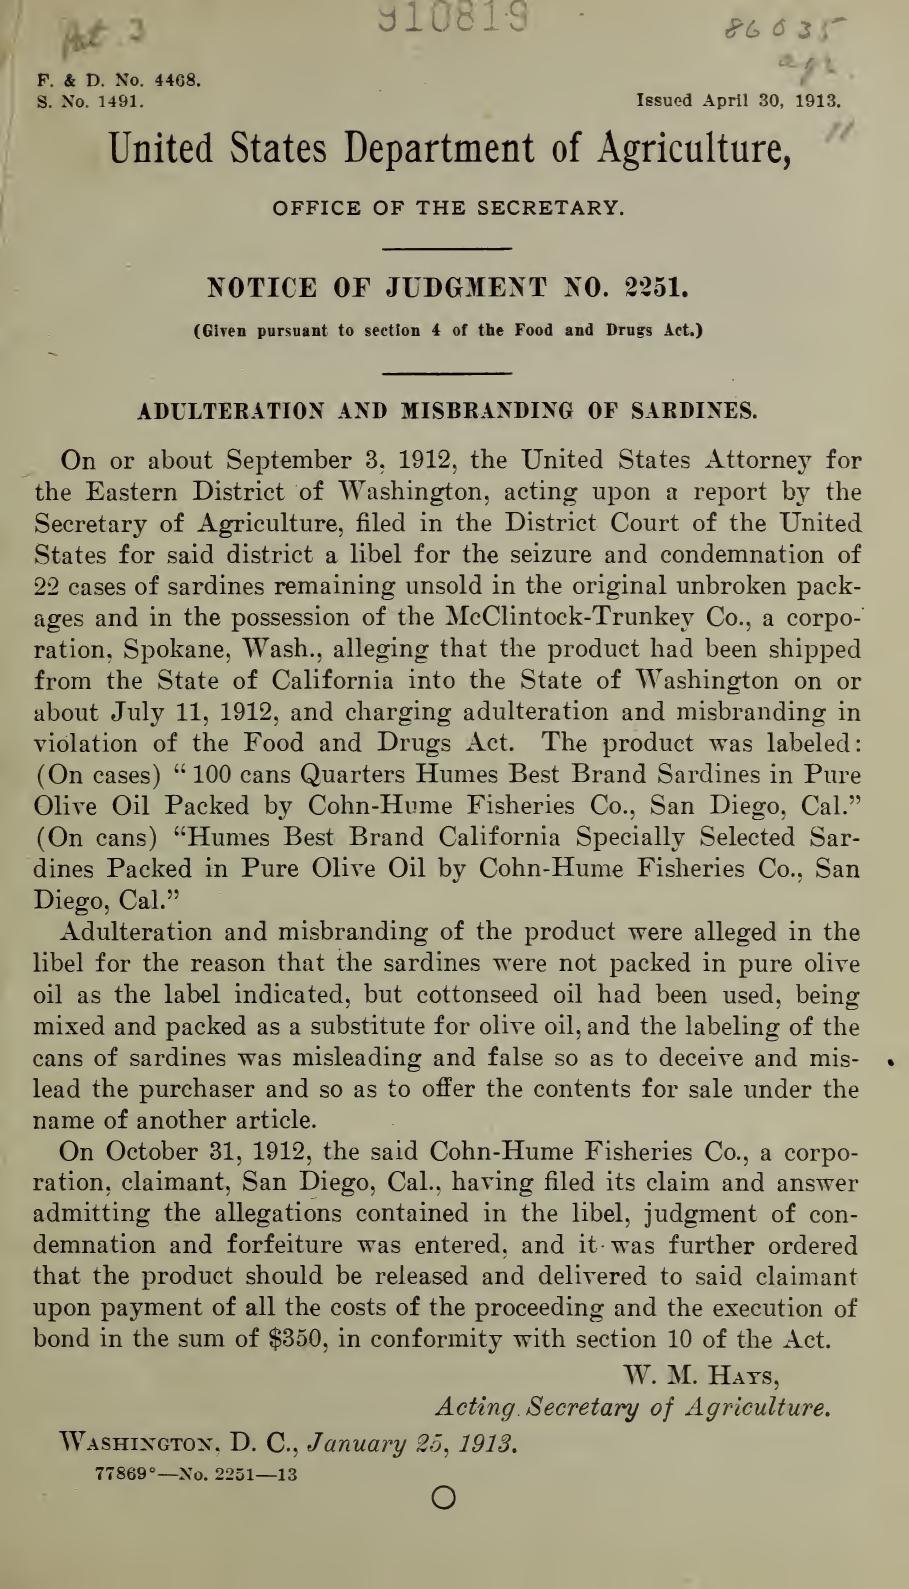 Pat. 3
910819
86635
agr.
11
F. & D. No. 4468.
S. No. 1491.
Issued April 30, 1913.
United States Department of Agriculture,
OFFICE OF THE SECRETARY.
NOTICE OF JUDGMENT NO. 2251.
(Given pursuant to section 4 of the Food and Drugs Act.)
ADULTERATION AND MISBRANDING OF SARDINES.
On or about September 3, 1912, the United States Attorney for
the Eastern District of Washington, acting upon a report by the
Secretary of Agriculture, filed in the District Court of the United
States for said district a libel for the seizure and condemnation of
22 cases of sardines remaining unsold in the original unbroken pack-
ages and in the possession of the McClintock-Trunkey Co., a corpo-
ration, Spokane, Wash., alleging that the product had been shipped
from the State of California into the State of Washington on or
about July 11, 1912, and charging adulteration and misbranding in
violation of the Food and Drugs Act. The product was labeled:
(On cases) “100 cans Quarters Humes Best Brand Sardines in Pure
Olive Oil Packed by Cohn-Hume Fisheries Co., San Diego, Cal.”
(On cans) “Humes Best Brand California Specially Selected Sar-
dines Packed in Pure Olive Oil by Cohn-Hume Fisheries Co., San
Diego, Cal.”
Adulteration and misbranding of the product were alleged in the
libel for the reason that the sardines were not packed in pure olive
oil as the label indicated, but cottonseed oil had been used, being
mixed and packed as a substitute for olive oil, and the labeling of the
cans of sardines was misleading and false so as to deceive and mis-
lead the purchaser and so as to offer the contents for sale under the
name of another article.
On October 31, 1912, the said Cohn-Hume Fisheries Co., a corpo-
ration, claimant, San Diego, Cal., having filed its claim and answer
admitting the allegations contained in the libel, judgment of con-
demnation and forfeiture was entered, and it was further ordered
that the product should be released and delivered to said claimant
upon payment of all the costs of the proceeding and the execution of
bond in the sum of $350, in conformity with section 10 of the Act.
W. M. Hays,
Acting Secretary of Agriculture.
Washington, D. C., January 25, 1913.
77869°—No. 2251—13